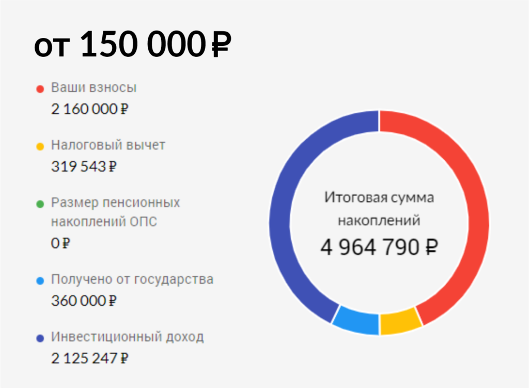 от 150 000 ₽
Ваши взносы
2 160 000 ₽
Налоговый вычет
319 543 ₽
Размер пенсионных
накоплений ОПС
0 ₽
Получено от государства
360 000 ₽
Инвестиционный доход
2 125 247 ₽
Итоговая сумма
накоплений
4 964 790 ₽